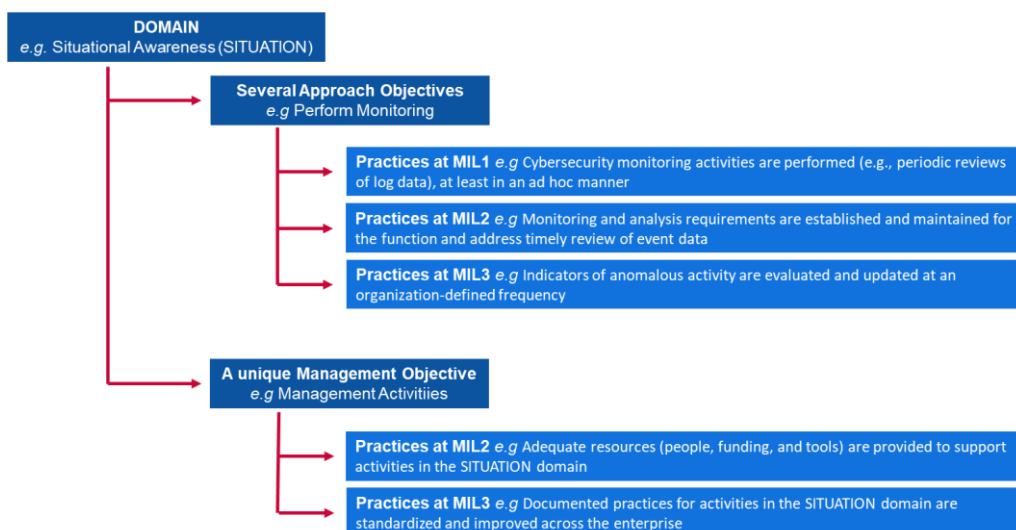 DOMAIN
e.g. Situational Awareness (SITUATION)
Several Approach Objectives
e.g Perform Monitoring
Practices at MIL1 e.g Cybersecurity monitoring activities are performed (e.g., periodic reviews
of log data), at least in an ad hoc manner
Practices at MIL2 e.g Monitoring and analysis requirements are established and maintained for
the function and address timely review of event data
Practices at MIL3 e.g Indicators of anomalous activity are evaluated and updated at an
organization-defined frequency
A unique Management Objective
e.g Management Activitiies
Practices at MIL2 e.g Adequate resources (people, funding, and tools) are provided to support
activities in the SITUATION domain
Practices at MIL3 e.g Documented practices for activities in the SITUATION domain are
standardized and improved across the enterprise